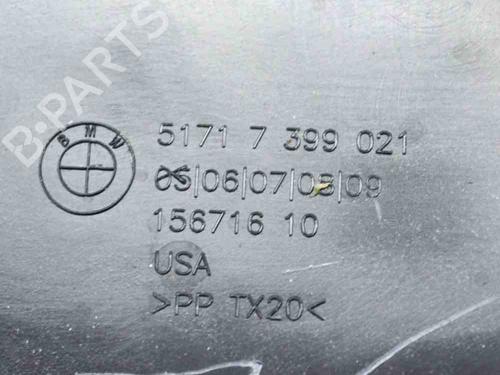 B-PARTS
BMW
5171 7 399 021
05|06|07|08|09
156716 10
USA
>PP TX20<